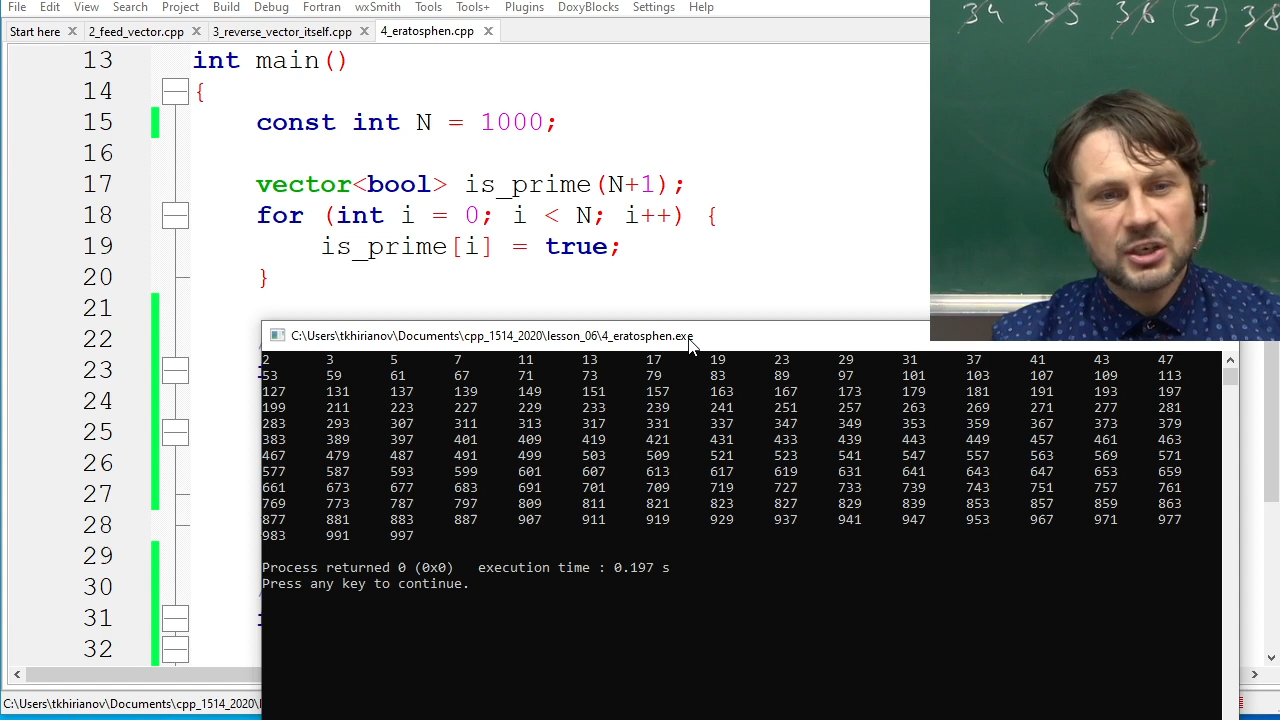 File Edit View Search Project Build Debug Fortran wxSmith Tools Tools+ Plugins DoxyBlocks Settings Help
Start here 2_feed_vector.cpp 3_reverse_vector_itself.cpp 4_eratosphen.cpp
34 35 36 37 38
13 int main()
14 {
15 const int N = 1000;
16
17 vector<bool> is_prime(N+1);
18 for (int i = 0; i < N; i++) {
19 is_prime[i] = true;
20 }
21
22
23
24
25
26
27
28
29
30
31
32
C:\Users\tkhirianov\Documents\cpp_1514_2020\lesson_06\4_eratosphen.exe
2 3 5 7 11 13 17 19 23 29 31 37 41 43 47
53 59 61 67 71 73 79 83 89 97 101 103 107 109 113
127 131 137 139 149 151 157 163 167 173 179 181 191 193 197
199 211 223 227 229 233 239 241 251 257 263 269 271 277 281
283 293 307 311 313 317 331 337 347 349 353 359 367 373 379
383 389 397 401 409 419 421 431 433 439 443 449 457 461 463
467 479 487 491 499 503 509 521 523 541 547 557 563 569 571
577 587 593 599 601 607 613 617 619 631 641 643 647 653 659
661 673 677 683 691 701 709 719 727 733 739 743 751 757 761
769 773 787 797 809 811 821 823 827 829 839 853 857 859 863
877 881 883 887 907 911 919 929 937 941 947 953 967 971 977
983 991 997
Process returned 0 (0x0) execution time : 0.197 s
Press any key to continue.
C:\Users\tkhirianov\Documents\cpp_1514_2020\l